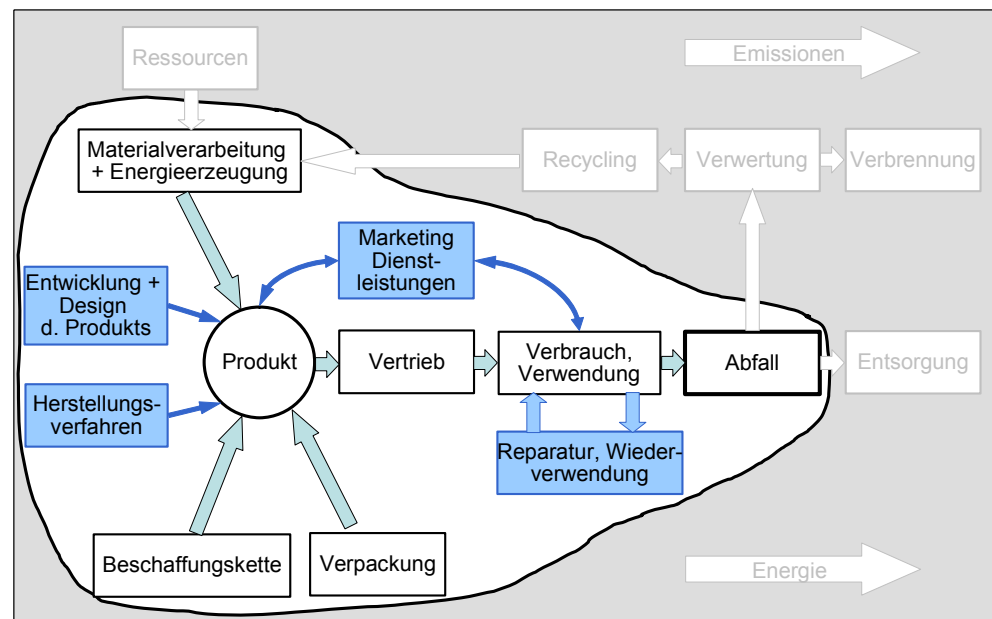 Ressourcen
Emissionen
Materialverarbeitung
+ Energieerzeugung
Recycling
Verwertung
Verbrennung
Marketing
Dienst-
leistungen
Entwicklung +
Design
d. Produkts
Produkt
Vertrieb
Verbrauch,
Verwendung
Abfall
Entsorgung
Herstellungs-
verfahren
Reparatur, Wieder-
verwendung
Beschaffungskette
Verpackung
Energie